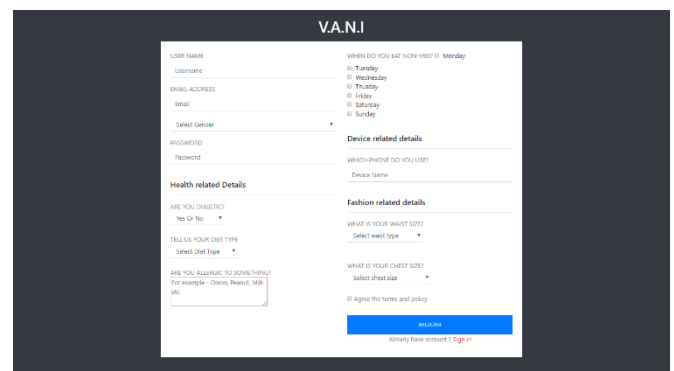 V.A.N.I
USER NAME
Username
EMAIL ADDRESS
Email
Select Gender
PASSWORD
Password
Health related Details
ARE YOU DIABETIC?
Yes Or No
TELL US YOUR DIET TYPE
Select Diet Type
ARE YOU ALLERGIC TO SOMETHING?
For example - Onion, Peanut, Milk
etc
WHEN DO YOU EAT NON-VEG? Monday
Tuesday
Wednesday
Thusday
Friday
Saturday
Sunday
Device related details
WHICH PHONE DO YOU USE?
Device Name
Fashion related details
WHAT IS YOUR WAIST SIZE?
Select waist type
WHAT IS YOUR CHEST SIZE?
Select chest size
Agree the terms and policy
REGISTER
Already have account ? Sign in